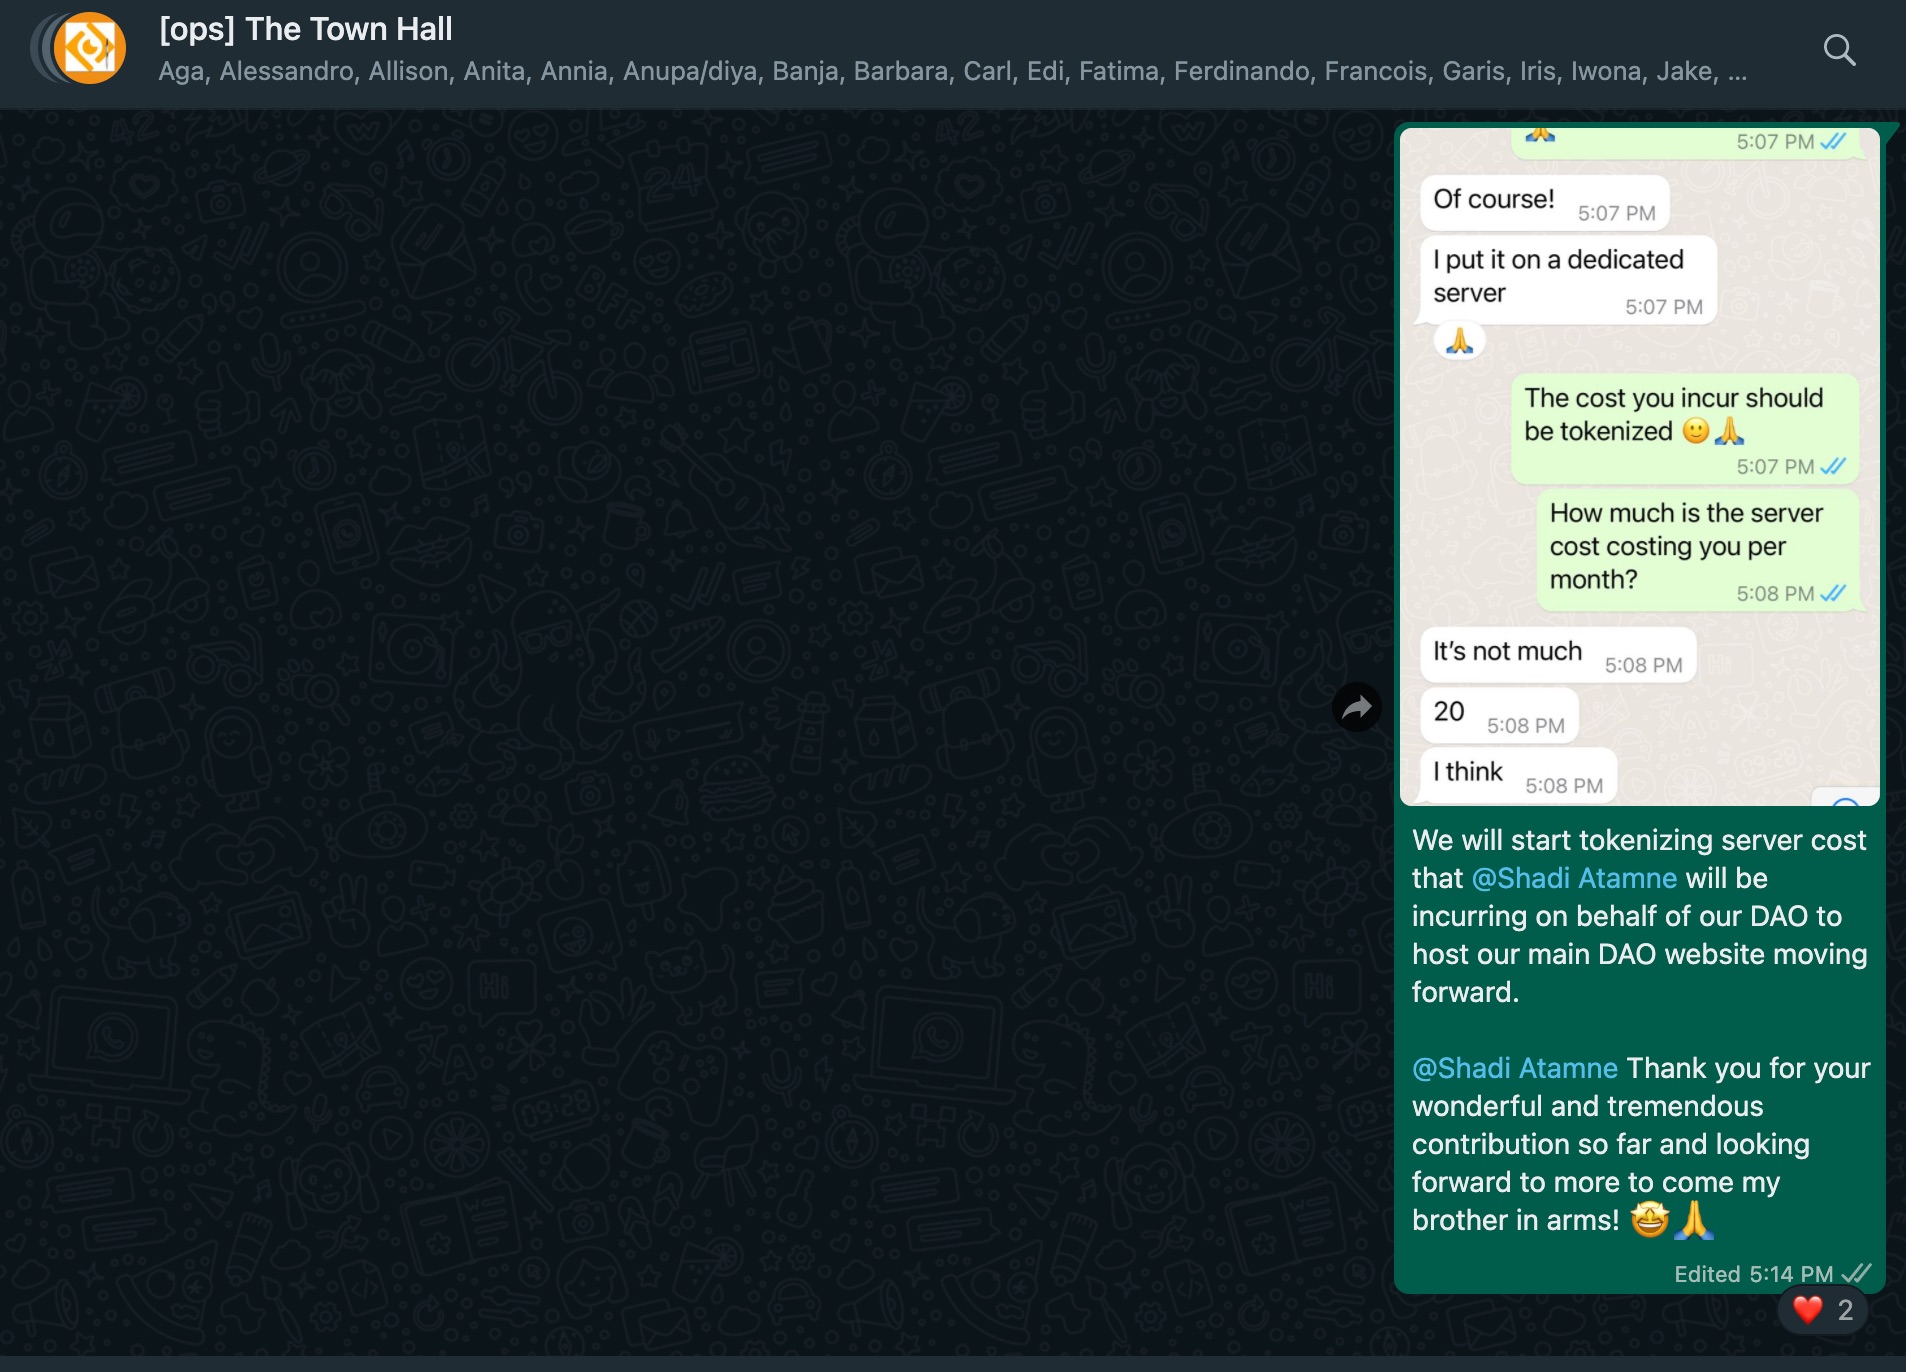 [ops] The Town Hall
Aga, Alessandro, Allison, Anita, Annia, Anupa/diya, Banja, Barbara, Carl, Edi, Fatima, Ferdinando, Francois, Garis, Iris, Iwona, Jake, ...
🙏 5:07 PM
Of course! 5:07 PM
I put it on a dedicated
server 5:07 PM
🙏
The cost you incur should
be tokenized 🙂🙏
5:07 PM
How much is the server
cost costing you per
month?
5:08 PM
It's not much 5:08 PM
20 5:08 PM
I think 5:08 PM
We will start tokenizing server cost
that @Shadi Atamne will be
incurring on behalf of our DAO to
host our main DAO website moving
forward.
@Shadi Atamne Thank you for your
wonderful and tremendous
contribution so far and looking
forward to more to come my
brother in arms! 🤩🙏
Edited 5:14 PM
❤️ 2